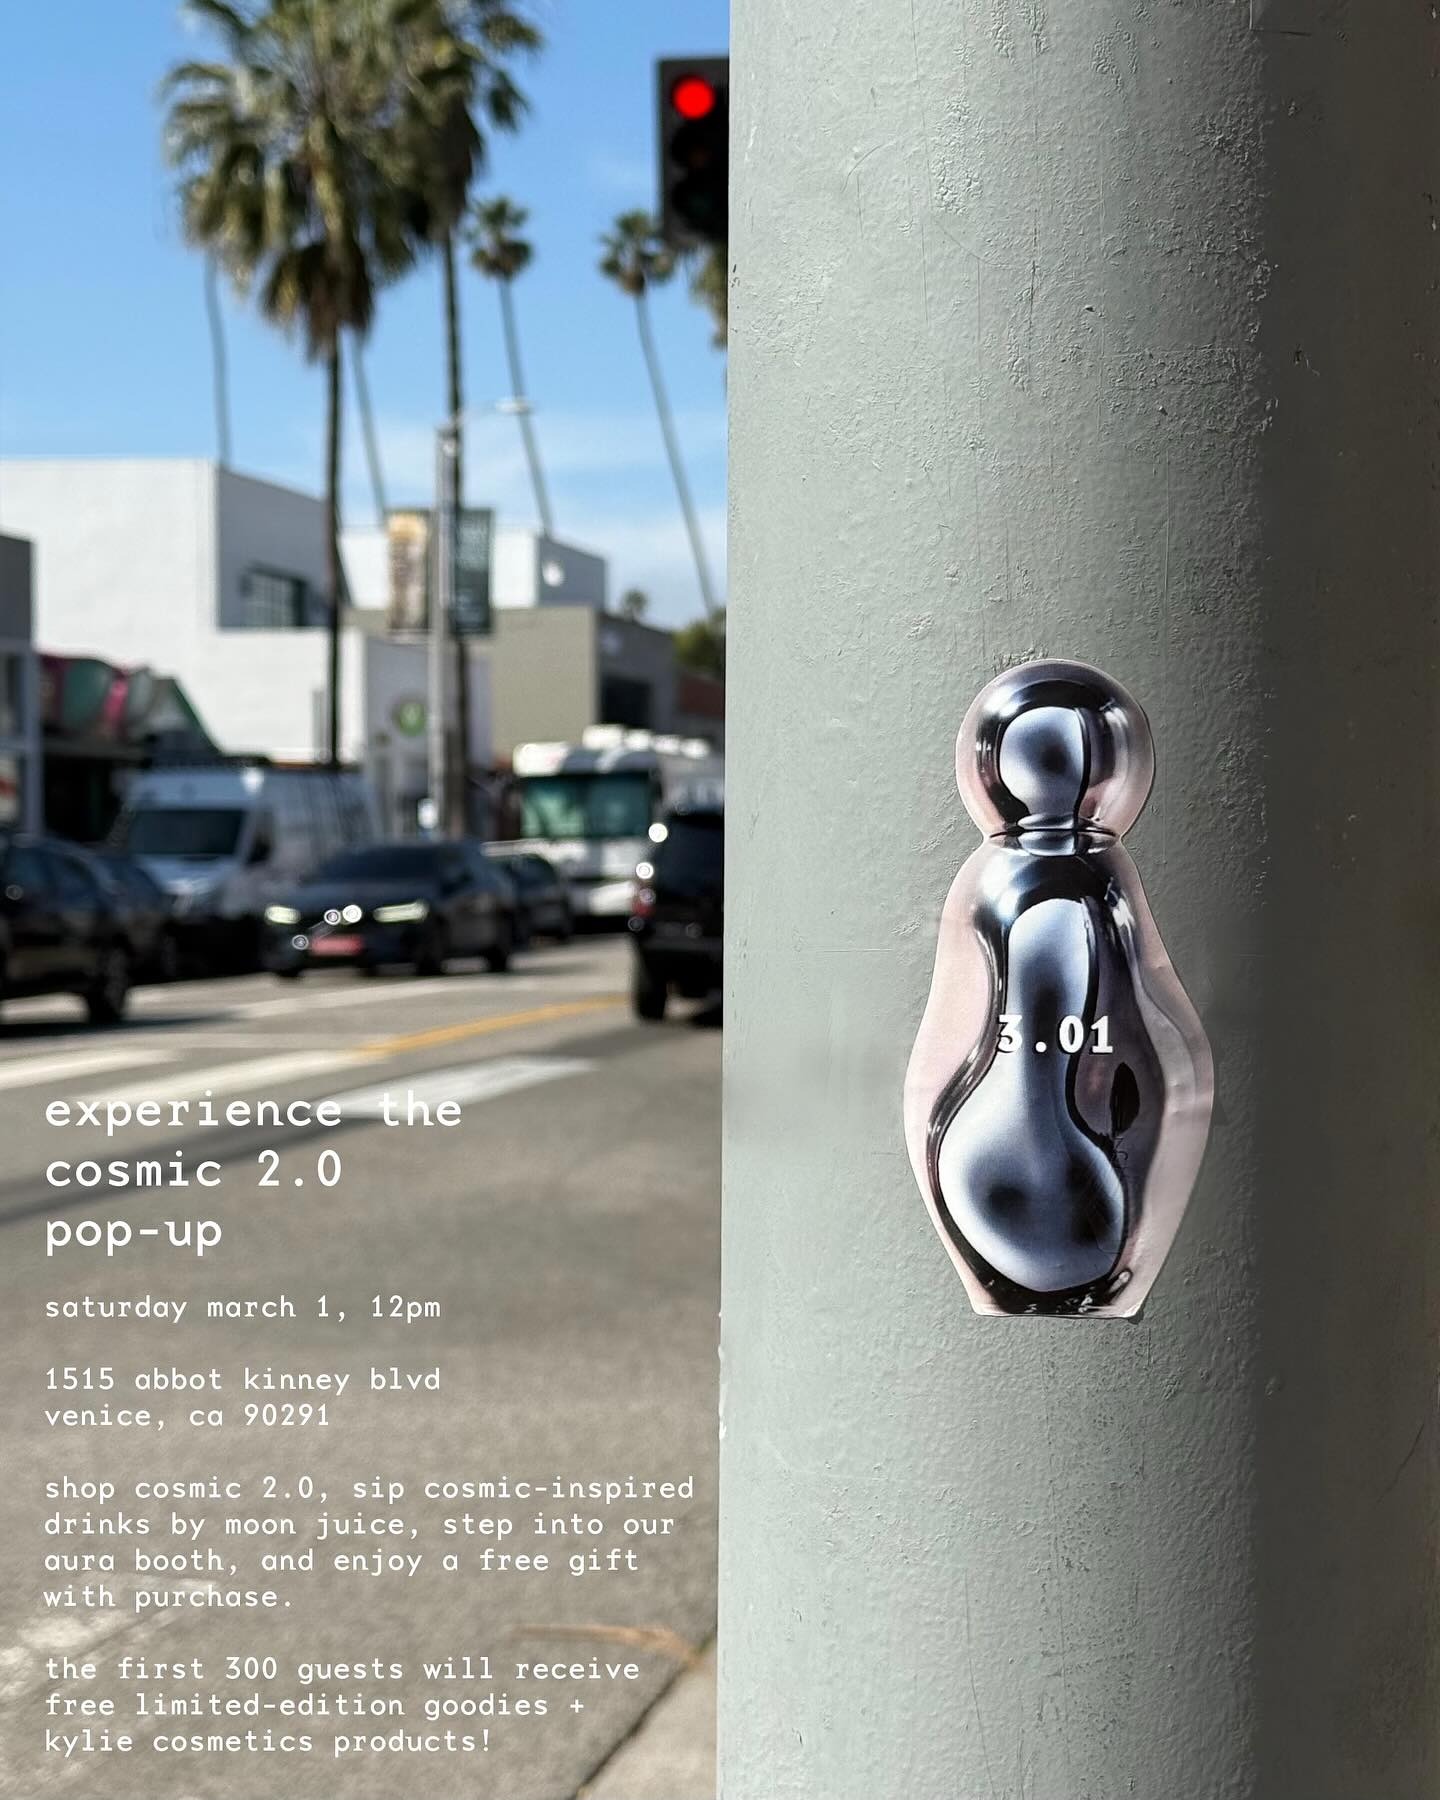 experience the
cosmic 2.0
pop-up
saturday march 1, 12pm
1515 abbot kinney blvd
venice, ca 90291
shop cosmic 2.0, sip cosmic-inspired
drinks by moon juice, step into our
aura booth, and enjoy a free gift
with purchase.
the first 300 guests will receive
free limited-edition goodies +
kylie cosmetics products!
3.01